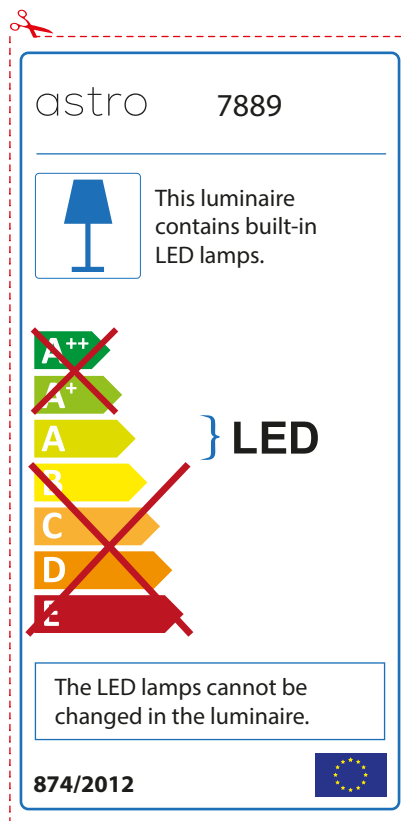 astro 7889
This luminaire
contains built-in
LED lamps.
A++
A+
A
} LED
B
C
D
E
The LED lamps cannot be
changed in the luminaire.
874/2012